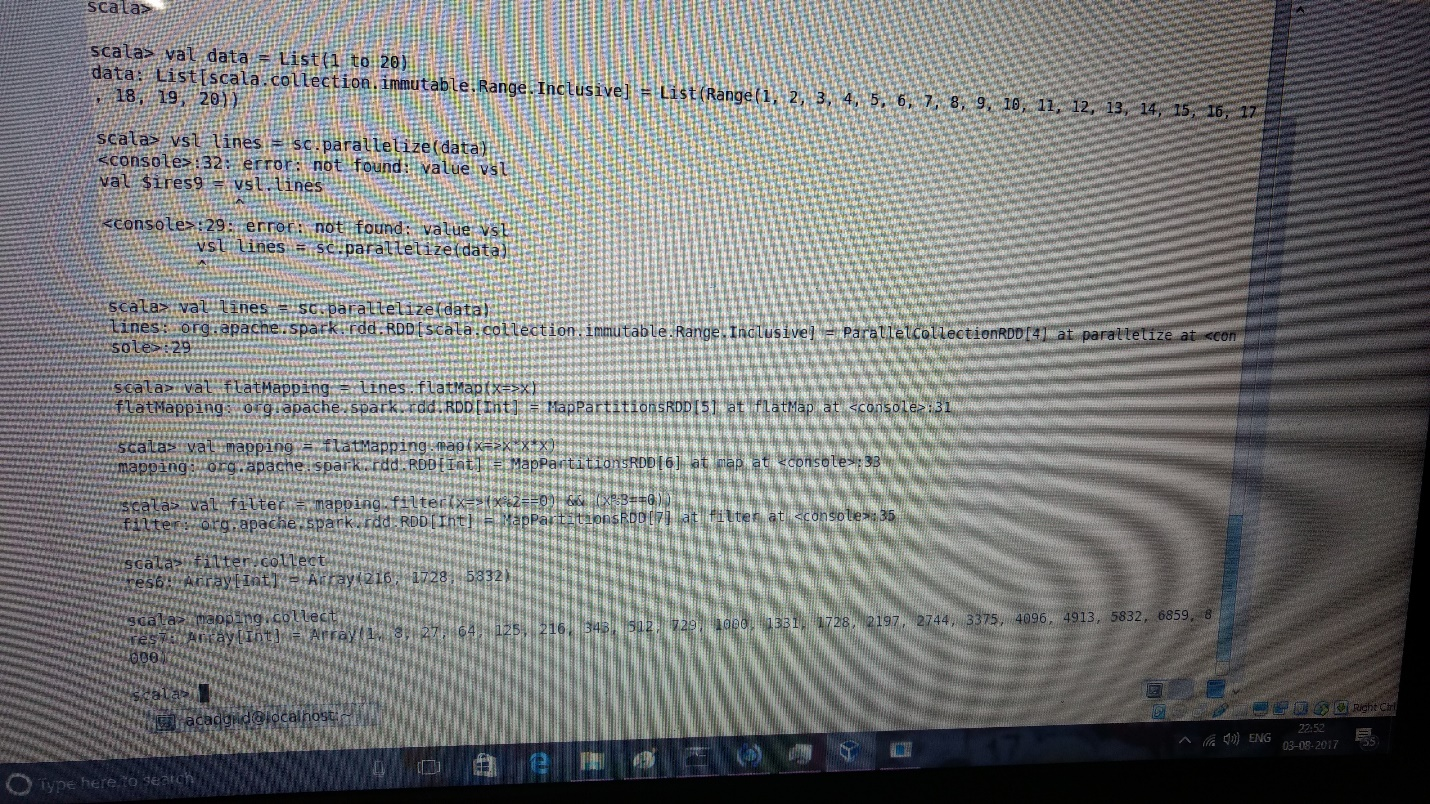 scala>
scala> val data = List(1 to 20)
data: List[scala.collection.immutable.Range.Inclusive] = List(Range(1, 2, 3, 4, 5, 6, 7, 8, 9, 10, 11, 12, 13, 14, 15, 16, 17
, 18, 19, 20))
scala> vsl lines = sc.parallelize(data)
<console>:32: error: not found: value vsl
val $ires9 = vsl.lines
^
<console>:29: error: not found: value vsl
vsl lines = sc.parallelize(data)
^
scala> val lines = sc.parallelize(data)
lines: org.apache.spark.rdd.RDD[scala.collection.immutable.Range.Inclusive] = ParallelCollectionRDD[4] at parallelize at <con
sole>:29
scala> val flatMapping = lines.flatMap(x=>x)
flatMapping: org.apache.spark.rdd.RDD[Int] = MapPartitionsRDD[5] at flatMap at <console>:31
scala> val mapping = flatMapping.map(x=>x*x*x)
mapping: org.apache.spark.rdd.RDD[Int] = MapPartitionsRDD[6] at map at <console>:33
scala> val filter = mapping.filter(x=>(x%2==0) && (x%3==0))
filter: org.apache.spark.rdd.RDD[Int] = MapPartitionsRDD[7] at filter at <console>:35
scala> filter.collect
res6: Array[Int] = Array(216, 1728, 5832)
scala> mapping.collect
res7: Array[Int] = Array(1, 8, 27, 64, 125, 216, 343, 512, 729, 1000, 1331, 1728, 2197, 2744, 3375, 4096, 4913, 5832, 6859, 8
000)
scala>
acadgild@localhost:~
Right Ctrl
Type here to search
ENG
22:52
03-08-2017
35